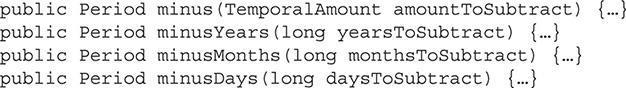 public Period minus(TemporalAmount amountToSubtract) {…}
public Period minusYears(long yearsToSubtract) {…}
public Period minusMonths(long monthsToSubtract) {…}
public Period minusDays(long daysToSubtract) {…}